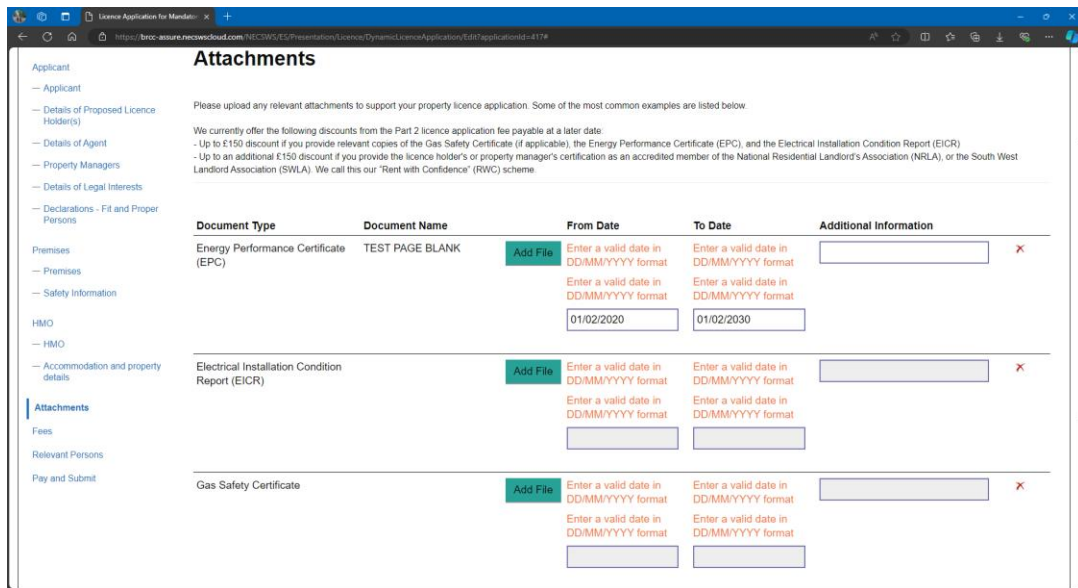 Licence Application for Mandato
https://brcc-assure.necswscloud.com/NECSWS/ES/Presentation/Licence/DynamicLicenceApplication/Edit?applicationId=417#
Applicant
— Applicant
— Details of Proposed Licence
Holder(s)
— Details of Agent
— Property Managers
— Details of Legal Interests
— Declarations - Fit and Proper
Persons
Premises
— Premises
— Safety Information
HMO
— HMO
— Accommodation and property
details
Attachments
Fees
Relevant Persons
Pay and Submit
Attachments
Please upload any relevant attachments to support your property licence application. Some of the most common examples are listed below.
We currently offer the following discounts from the Part 2 licence application fee payable at a later date:
- Up to £150 discount if you provide relevant copies of the Gas Safety Certificate (if applicable), the Energy Performance Certificate (EPC), and the Electrical Installation Condition Report (EICR)
- Up to an additional £150 discount if you provide the licence holder's or property manager's certification as an accredited member of the National Residential Landlord's Association (NRLA), or the South West
Landlord Association (SWLA). We call this our "Rent with Confidence" (RWC) scheme.
Document Type Document Name From Date To Date Additional Information
Energy Performance Certificate TEST PAGE BLANK Add File Enter a valid date in Enter a valid date in
(EPC) DD/MM/YYYY format DD/MM/YYYY format
Enter a valid date in Enter a valid date in
DD/MM/YYYY format DD/MM/YYYY format
01/02/2020 01/02/2030
Electrical Installation Condition Add File Enter a valid date in Enter a valid date in
Report (EICR) DD/MM/YYYY format DD/MM/YYYY format
Enter a valid date in Enter a valid date in
DD/MM/YYYY format DD/MM/YYYY format
Gas Safety Certificate Add File Enter a valid date in Enter a valid date in
DD/MM/YYYY format DD/MM/YYYY format
Enter a valid date in Enter a valid date in
DD/MM/YYYY format DD/MM/YYYY format